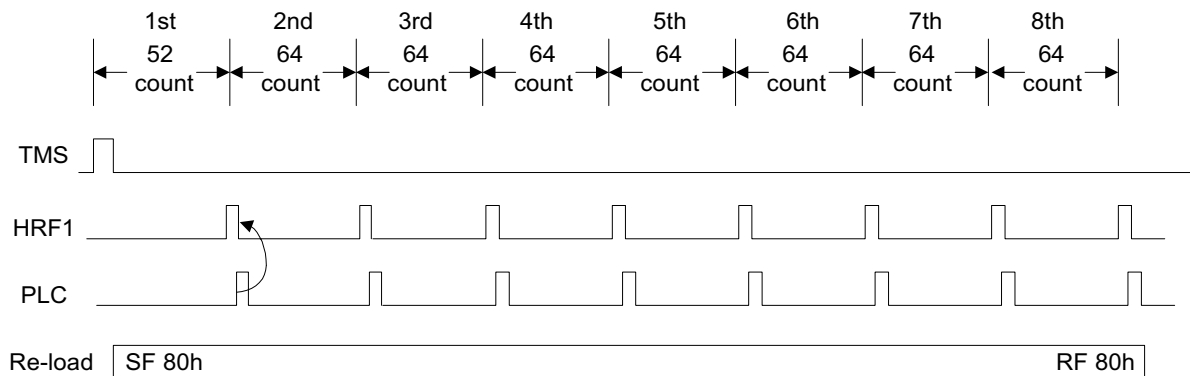 1st 2nd 3rd 4th 5th 6th 7th 8th
52 64 64 64 64 64 64 64
count count count count count count count count
TMS
HRF1
PLC
Re-load SF 80h RF 80h